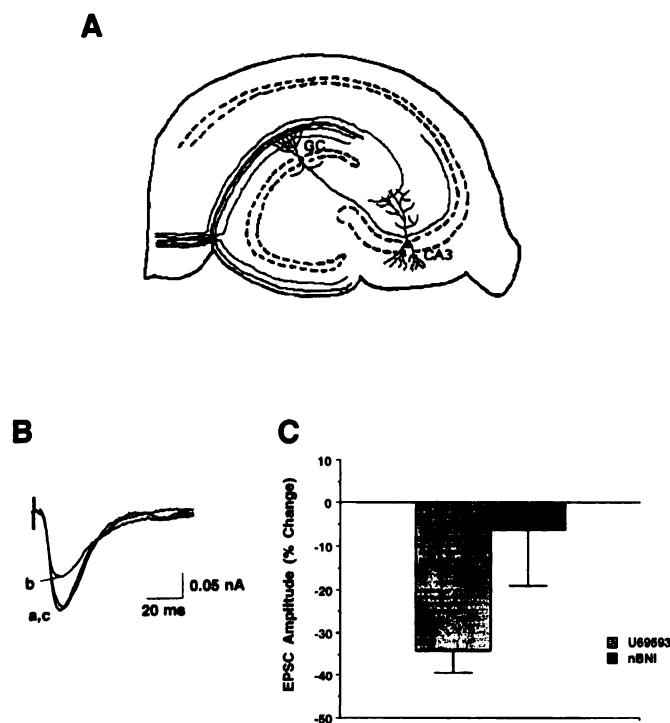 A
GC
CA3
B
b
a,c
0.05 nA
20 ms
C
EPSC Amplitude (% Change)
10
0
-10
-20
-30
-40
-50
U69593
nBNI